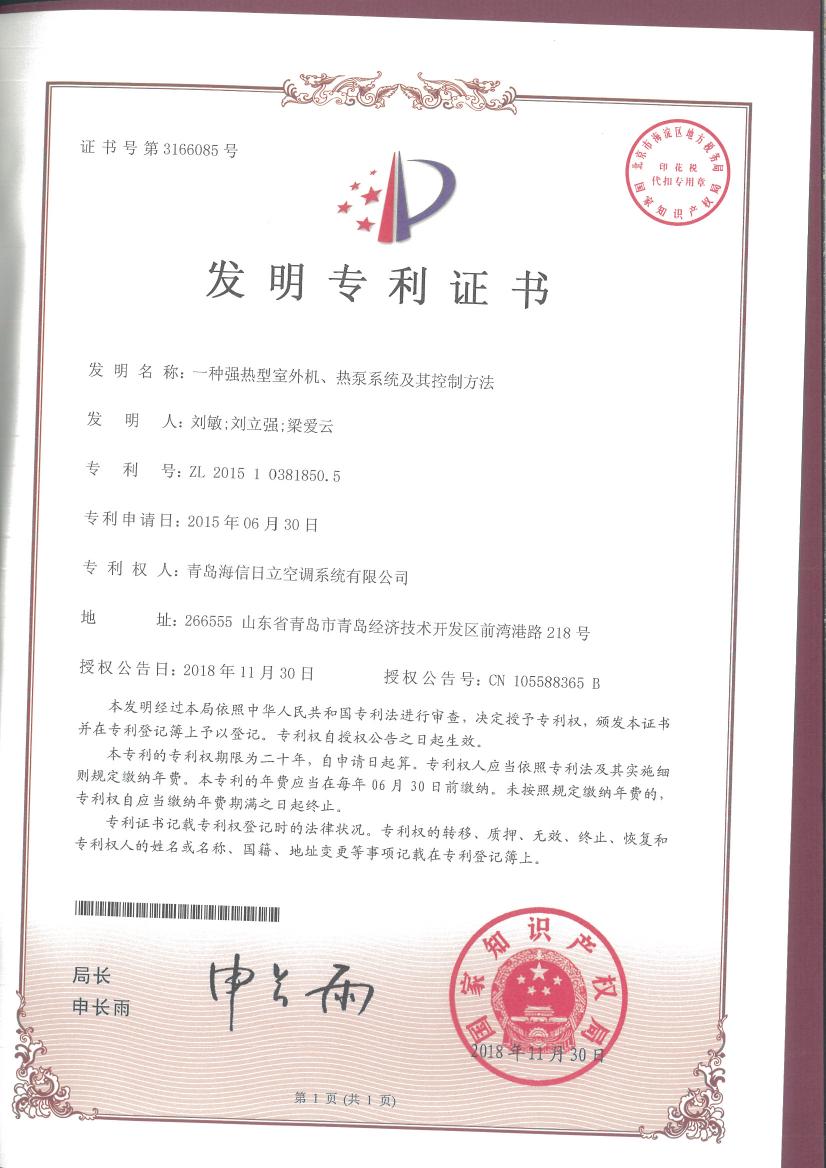 证书号第3166085号
北京市海淀区地方税务局
印花税
代扣专用章
国家知识产权局
发明专利证书
发明名称：一种强热型室外机、热泵系统及其控制方法
发明人：刘敏;刘立强;梁爱云
专利号：ZL 2015 1 0381850.5
专利申请日：2015年06月30日
专利权人：青岛海信日立空调系统有限公司
地址：266555 山东省青岛市青岛经济技术开发区前湾港路218号
授权公告日：2018年11月30日 授权公告号：CN 105588365 B
本发明经过本局依照中华人民共和国专利法进行审查，决定授予专利权，颁发本证书
并在专利登记簿上予以登记。专利权自授权公告之日起生效。
本专利的专利权期限为二十年，自申请日起算。专利权人应当依照专利法及其实施细
则规定缴纳年费。本专利的年费应当在每年06月30日前缴纳。未按照规定缴纳年费的，
专利权自应当缴纳年费期满之日起终止。
专利证书记载专利权登记时的法律状况。专利权的转移、质押、无效、终止、恢复和
专利权人的姓名或名称、国籍、地址变更等事项记载在专利登记簿上。
局长
申长雨
申长雨
国家知识产权局
2018年11月30日
第1页(共1页)